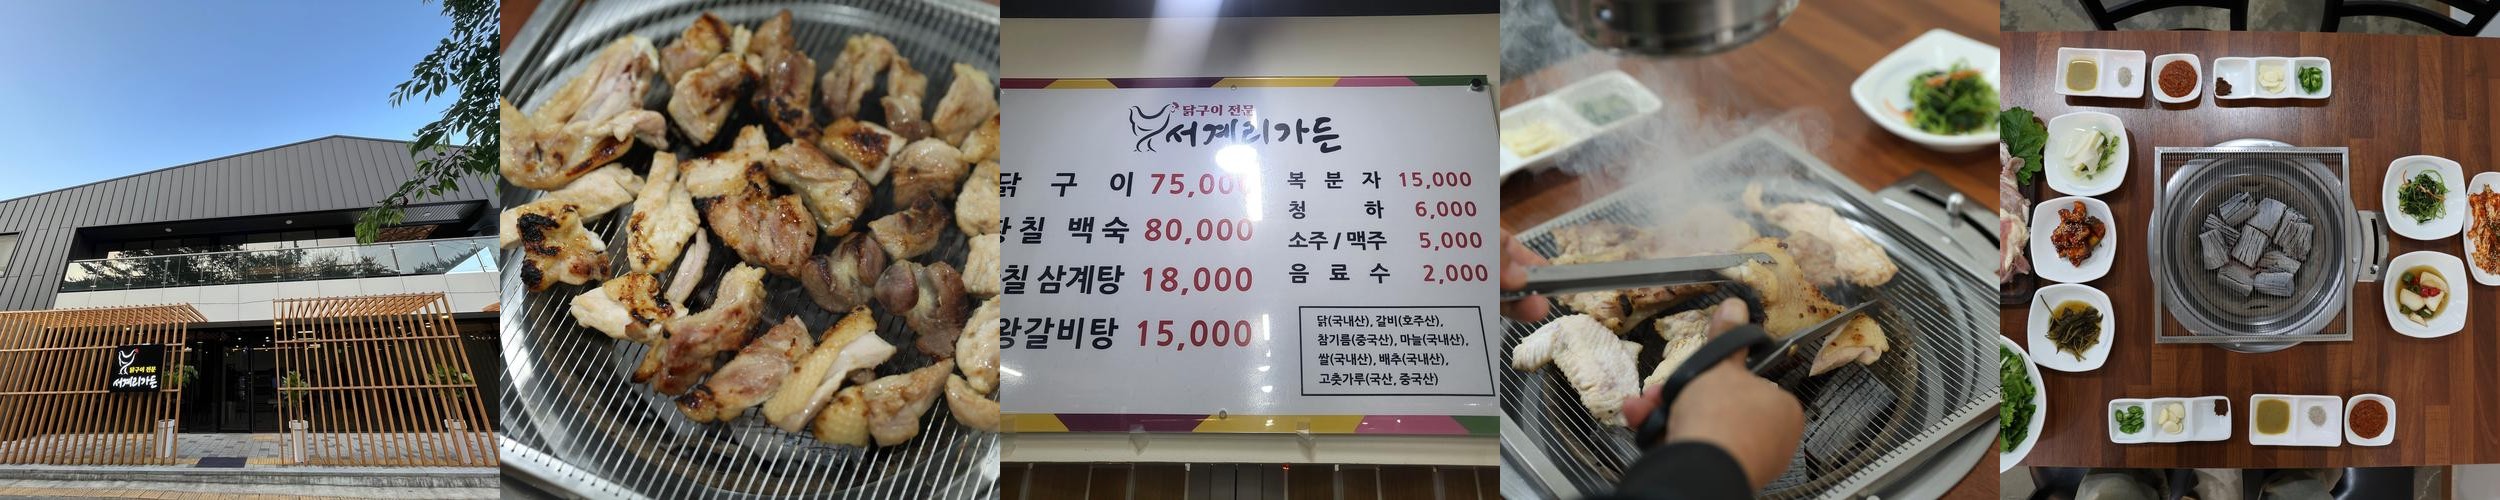 닭구이 전문
서계리가든
닭구이 전문
서계리가든
닭 구 이 75,000
칠 백숙 80,000
칠 삼계탕 18,000
왕갈비탕 15,000
복 분 자 15,000
청 하 6,000
소주 / 맥주 5,000
음 료 수 2,000
닭(국내산), 갈비(호주산),
참기름(중국산), 마늘(국내산),
쌀(국내산), 배추(국내산),
고춧가루(국산, 중국산)